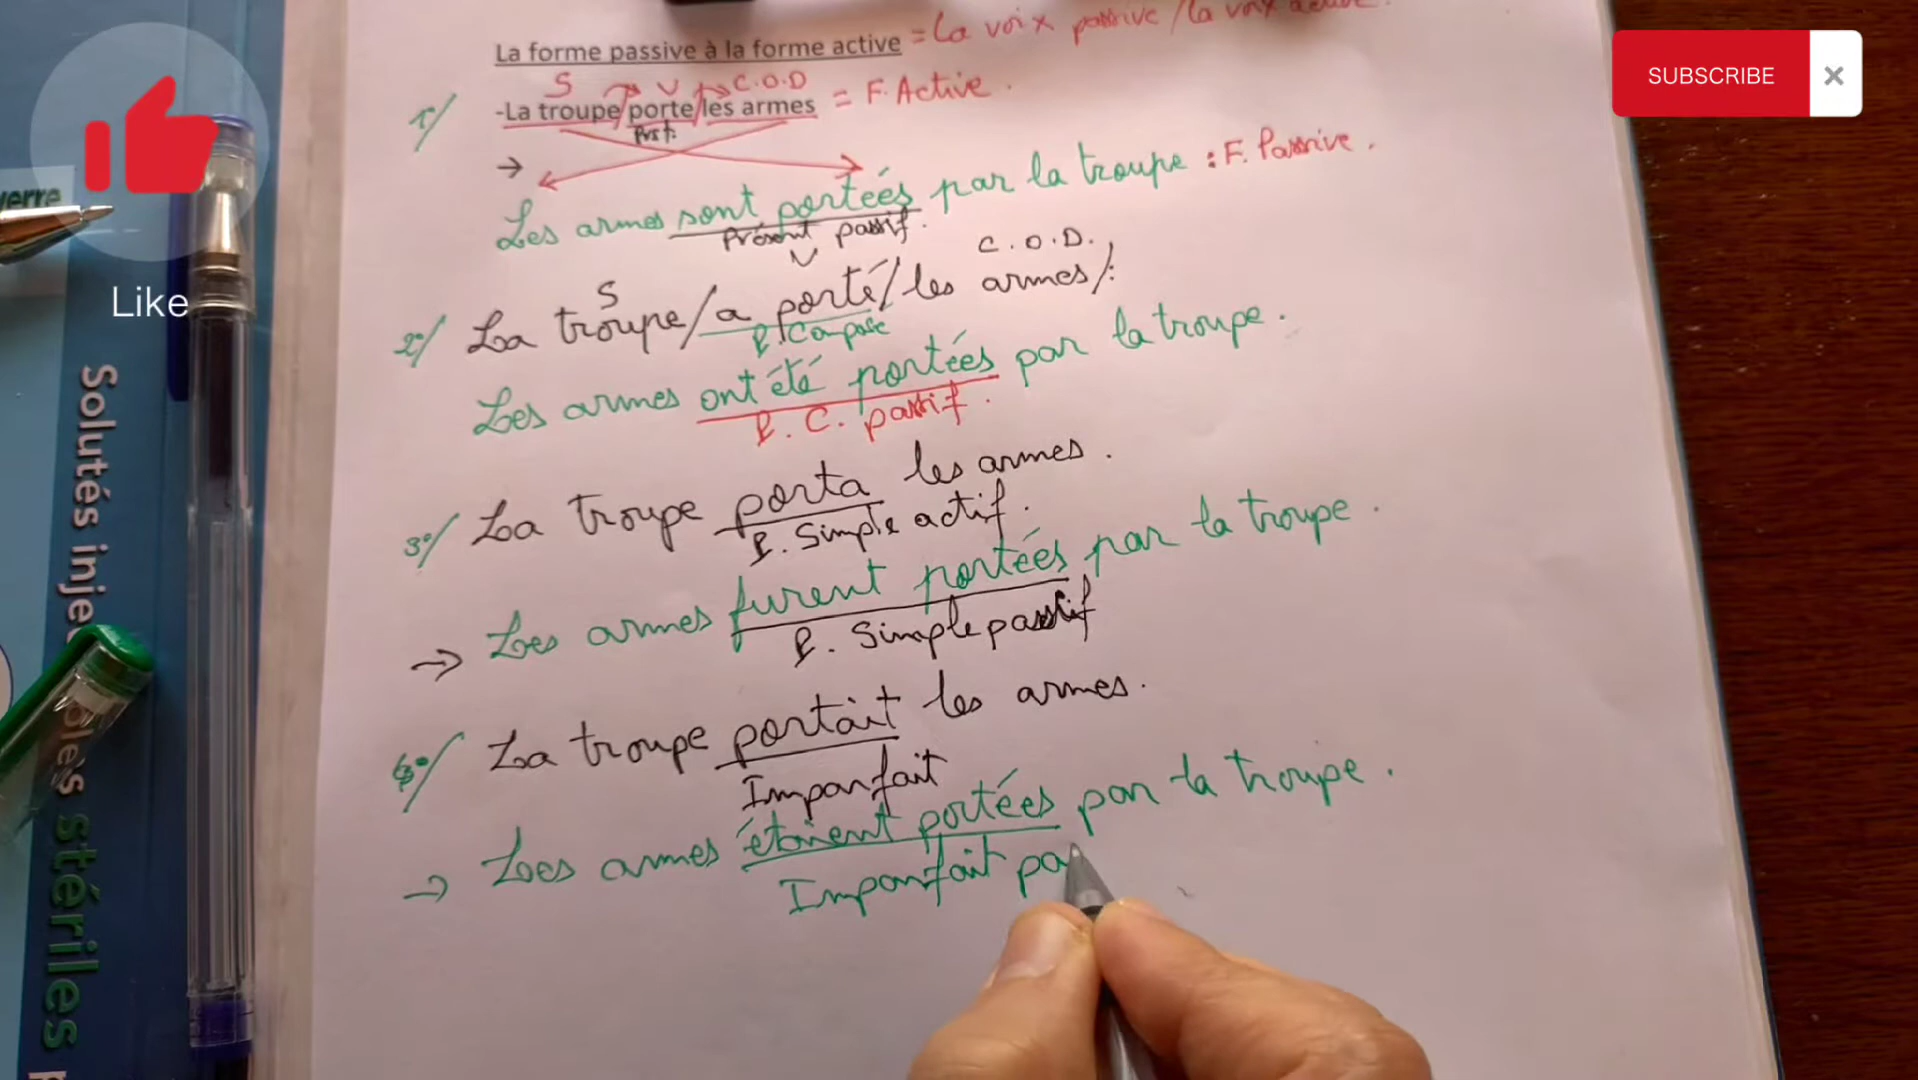 La forme passive à la forme active = La voix passive / la voix active.
S V C.O.D
1°/ -La troupe/porte/les armes = F. Active.
Prst.
→
Les armes sont portées par la troupe : F. Passive.
Présent passif.
S V C.O.D.
2°/ La troupe/a porté/les armes/:
P. Composé
Les armes ont été portées par la troupe.
P. C. passif.
3°/ La troupe porta les armes.
P. Simple actif.
→ Les armes furent portées par la troupe.
P. Simple passif
4°/ La troupe portait les armes.
Imparfait
→ Les armes étaient portées par la troupe.
Imparfait pa
Like
SUBSCRIBE ×
verre
Solutés inje
bles stériles